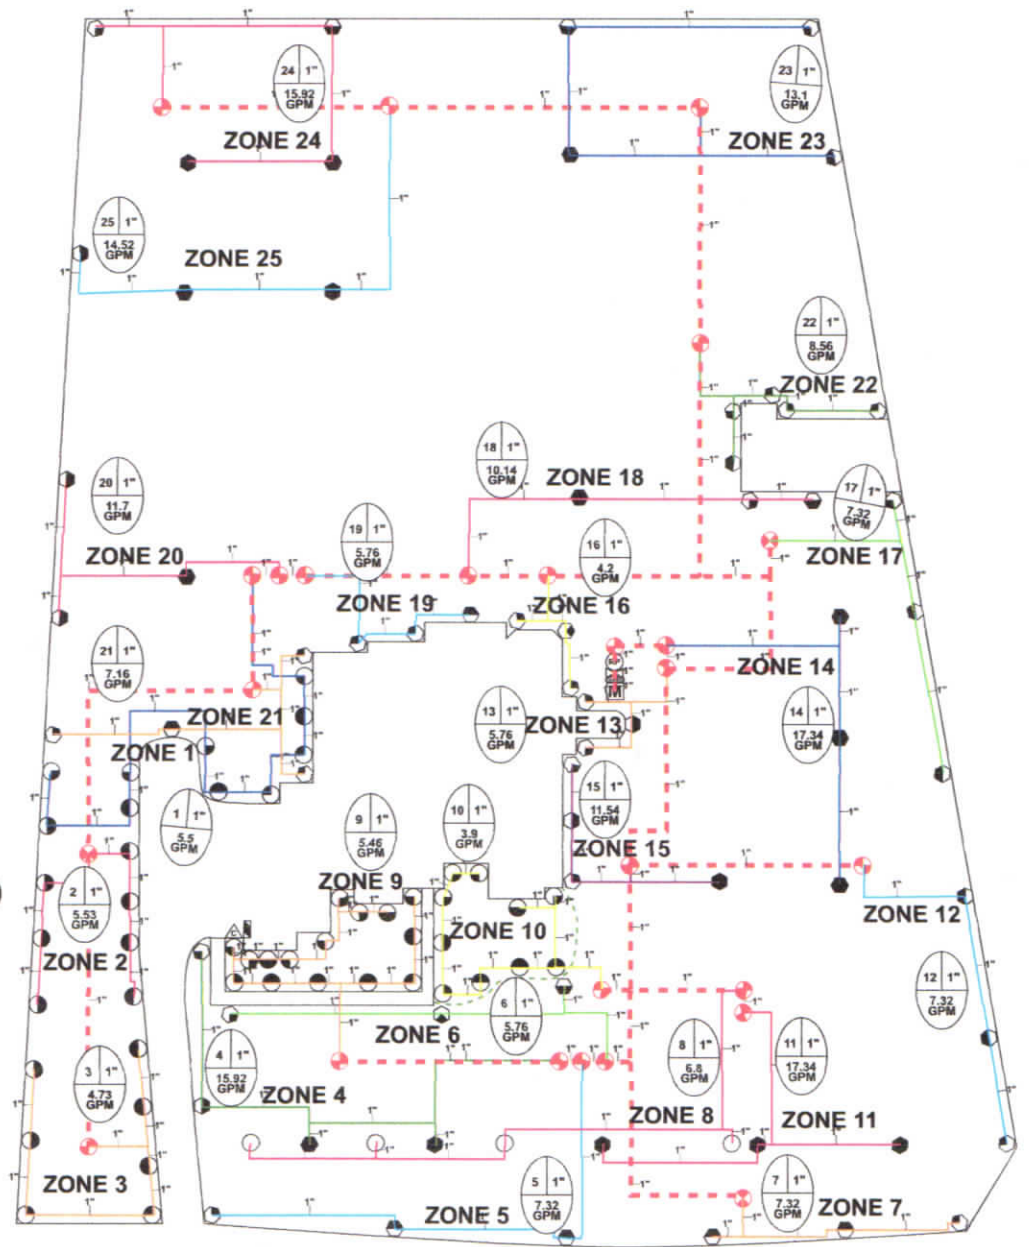 24 1"
15.92
GPM
ZONE 24
23 1"
13.1
GPM
ZONE 23
25 1"
14.52
GPM
ZONE 25
22 1"
8.56
GPM
ZONE 22
18 1"
10.14
GPM
ZONE 18
20 1"
11.7
GPM
ZONE 20
17 1"
7.32
GPM
ZONE 17
19 1"
5.76
GPM
ZONE 19
16 1"
4.2
GPM
ZONE 16
21 1"
7.16
GPM
ZONE 21
ZONE 14
14 1"
17.34
GPM
13 1"
5.76
GPM
ZONE 13
M
ZONE 1
1 1"
5.5
GPM
15 1"
11.54
GPM
ZONE 15
10 1"
3.9
GPM
9 1"
5.46
GPM
ZONE 9
2 1"
5.53
GPM
ZONE 2
ZONE 10
ZONE 12
12 1"
7.32
GPM
C
6 1"
5.76
GPM
ZONE 6
4 1"
15.92
GPM
ZONE 4
8 1"
6.8
GPM
ZONE 8
11 1"
17.34
GPM
ZONE 11
3 1"
4.73
GPM
ZONE 3
5 1"
7.32
GPM
ZONE 5
7 1"
7.32
GPM
ZONE 7